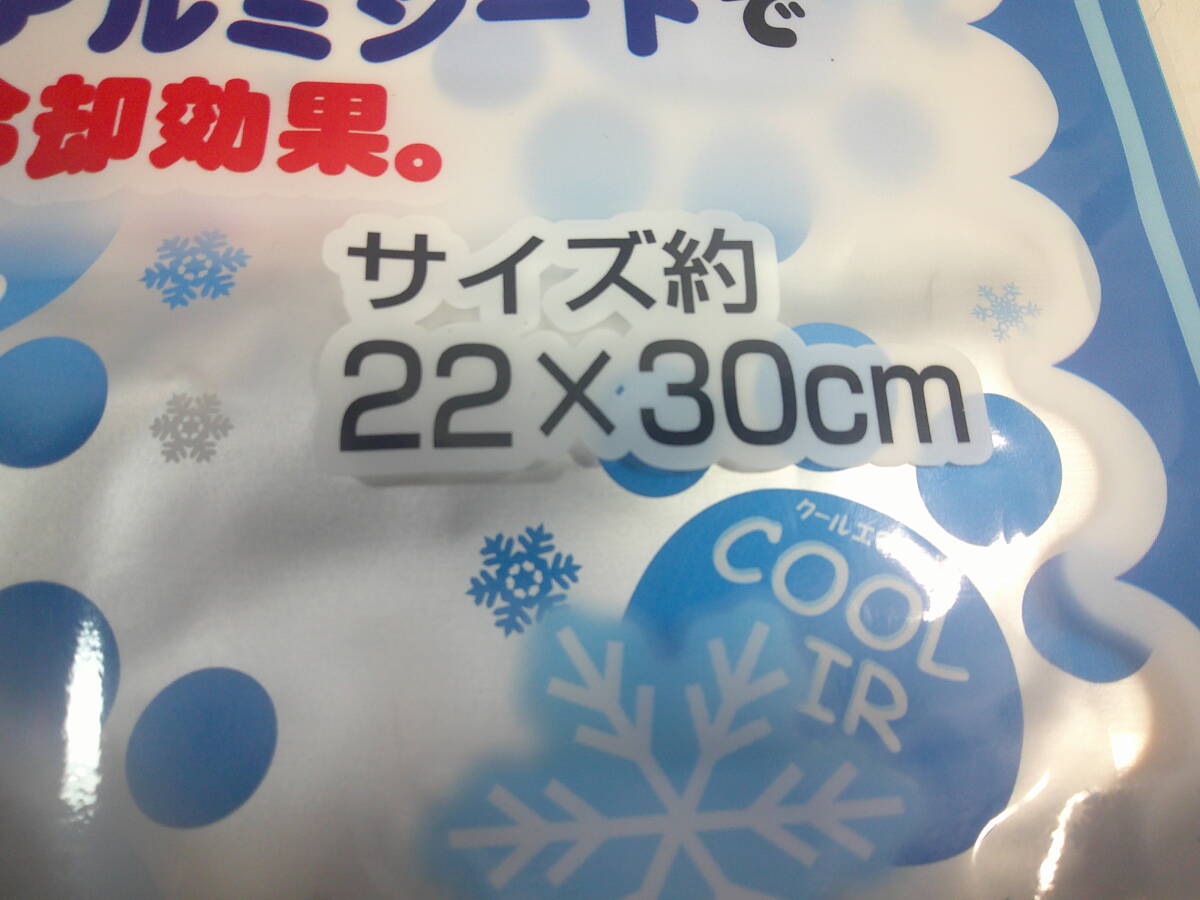 アルミシートで
冷却効果。
サイズ約
22×30cm
クールエ
COOL
IR